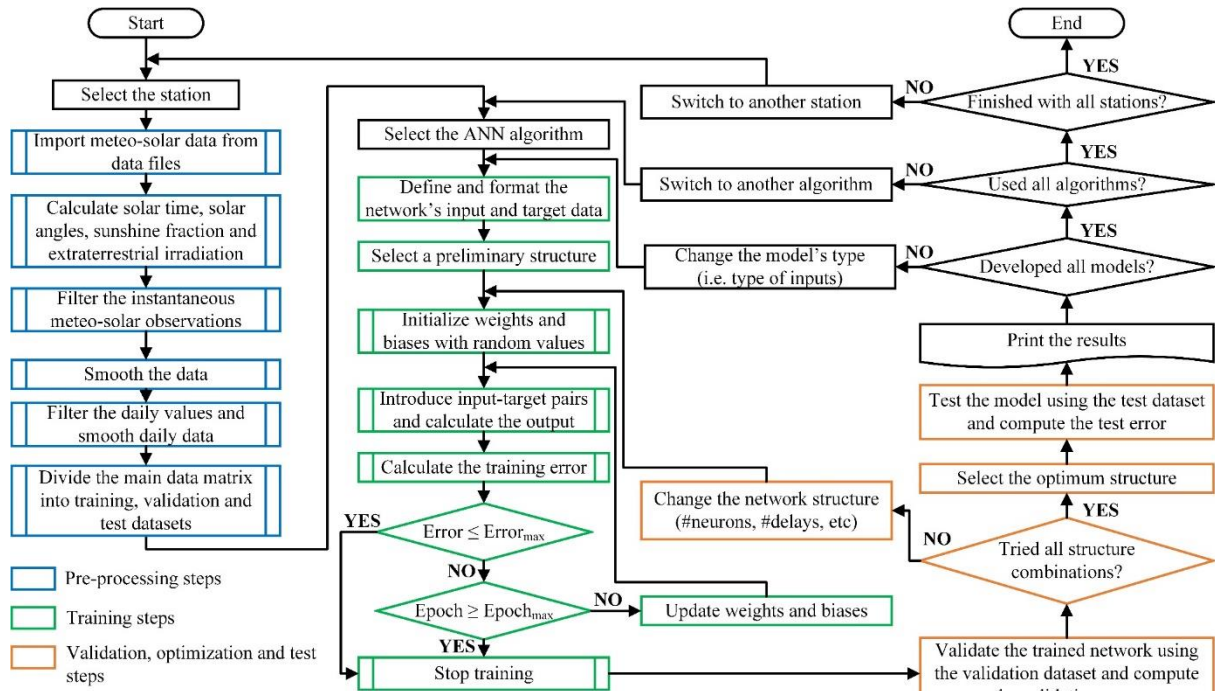 Start
Select the station
Import meteo-solar data from
data files
Calculate solar time, solar
angles, sunshine fraction and
extraterrestrial irradiation
Filter the instantaneous
meteo-solar observations
Smooth the data
Filter the daily values and
smooth daily data
Divide the main data matrix
into training, validation and
test datasets
Pre-processing steps
Training steps
Validation, optimization and test
steps
Select the ANN algorithm
Define and format the
network's input and target data
Select a preliminary structure
Initialize weights and
biases with random values
Introduce input-target pairs
and calculate the output
Calculate the training error
YES
Error ≤ Errormax
NO
Epoch ≥ Epochmax
NO
YES
Stop training
Update weights and biases
Switch to another station
Switch to another algorithm
Change the model's type
(i.e. type of inputs)
Change the network structure
(#neurons, #delays, etc)
End
YES
NO
Finished with all stations?
YES
NO
Used all algorithms?
YES
NO
Developed all models?
Print the results
Test the model using the test dataset
and compute the test error
Select the optimum structure
YES
NO
Tried all structure
combinations?
Validate the trained network using
the validation dataset and compute